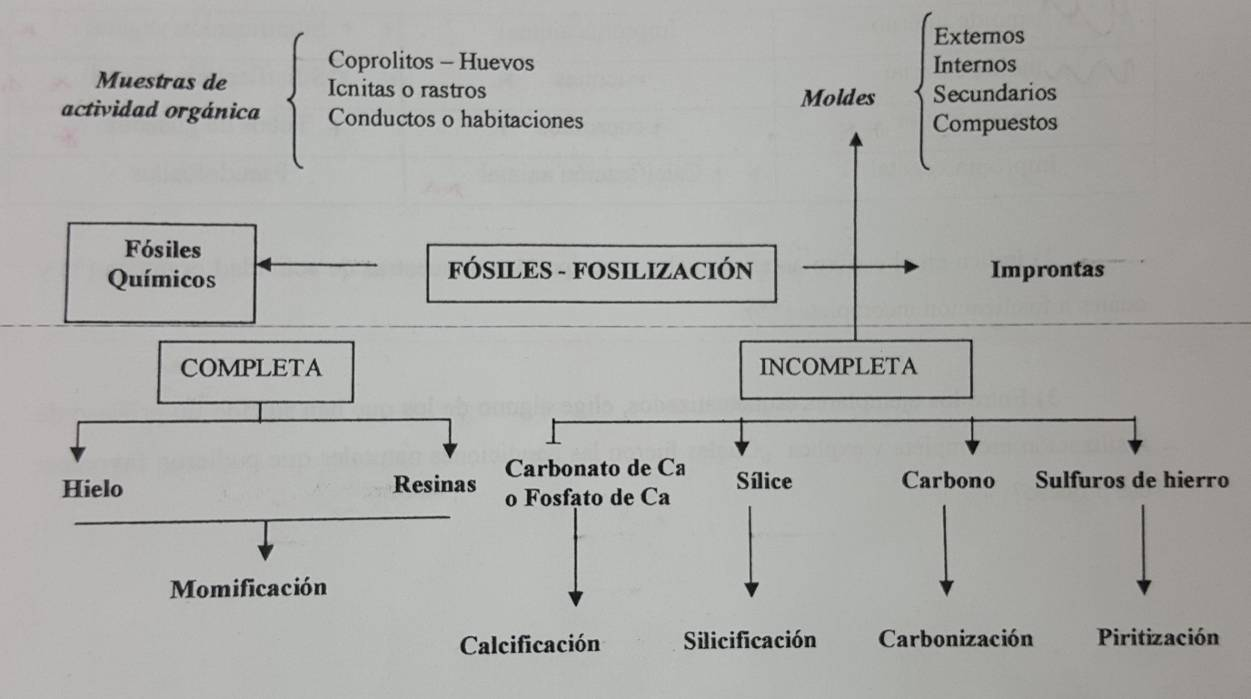 Muestras de
actividad orgánica
Coprolitos – Huevos
Icnitas o rastros
Conductos o habitaciones
Moldes
Externos
Internos
Secundarios
Compuestos
Fósiles
Químicos
FÓSILES - FOSILIZACIÓN
Improntas
COMPLETA
INCOMPLETA
Hielo
Resinas
Carbonato de Ca
o Fosfato de Ca
Sílice
Carbono
Sulfuros de hierro
Momificación
Calcificación
Silicificación
Carbonización
Piritización